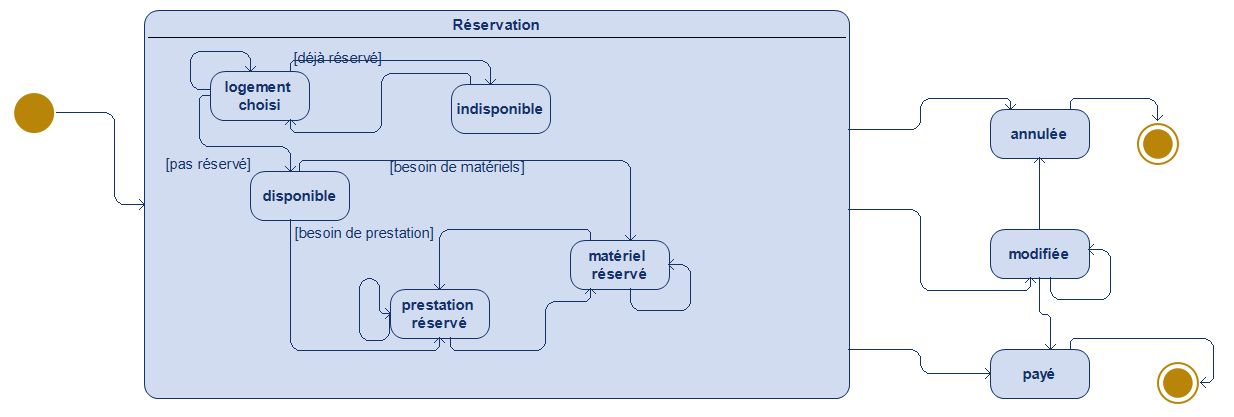 Réservation
[déjà réservé]
logement
choisi
indisponible
annulée
[pas réservé]
[besoin de matériels]
disponible
[besoin de prestation]
matériel
réservé
modifiée
prestation
réservé
payé